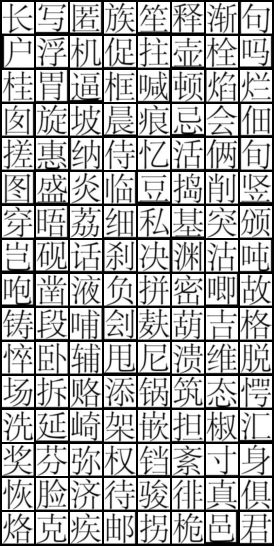 长写匿族笙释渐句
户浮机促拄壶栓吗
桂胃逼框喊顿焰烂
囱旋坡晨痕忌会佃
搓惠纳侍忆活俩句
图盛炎临豆捣削竖
穿晤荔细私基突颁
岂砚话刹决渊沽吨
咆凿液负拼密唧故
铸段哺刽麸葫吉格
悴卧辅甩尼溃维脱
场拆赂添锅筑态愕
洗延崎架嵌担椒汇
奖芬弥权铛紊寸身
恢脸济待骏徘真俱
烙克疾邮拐桅邑君